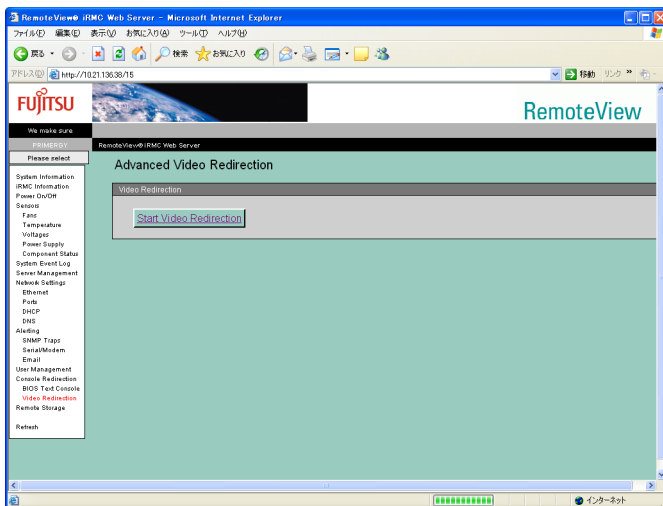 RemoteView® iRMC Web Server - Microsoft Internet Explorer
ファイル(F) 編集(E) 表示(V) お気に入り(A) ツール(T) ヘルプ(H)
戻る 検索 お気に入り
アドレス(D) http://10.21.136.38/15 移動 リンク »
FUJITSU
RemoteView
We make sure
PRIMERGY
RemoteView® iRMC Web Server
Please select
Advanced Video Redirection
System Information
iRMC Information
Power On/Off
Sensors
Fans
Temperature
Voltages
Power Supply
Component Status
System Event Log
Server Management
Network Settings
Ethernet
Ports
DHCP
DNS
Alerting
SNMP Traps
Serial/Modem
Email
User Management
Console Redirection
BIOS Text Console
Video Redirection
Remote Storage
Refresh
Video Redirection
Start Video Redirection
インターネット